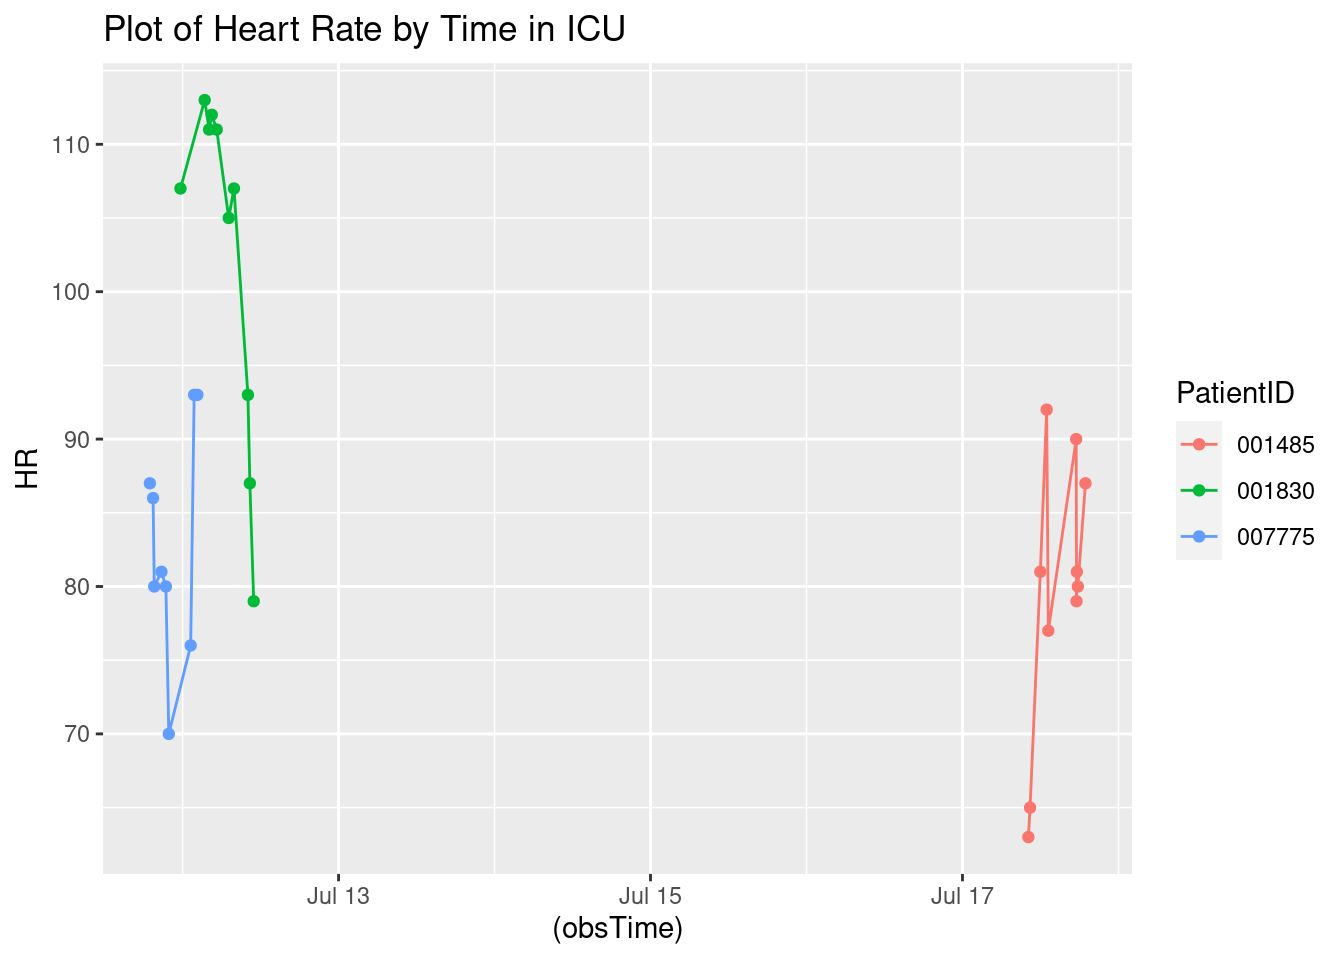 Plot of Heart Rate by Time in ICU
HR
110
100
90
80
70
Jul 13
Jul 15
Jul 17
(obsTime)
PatientID
001485
001830
007775